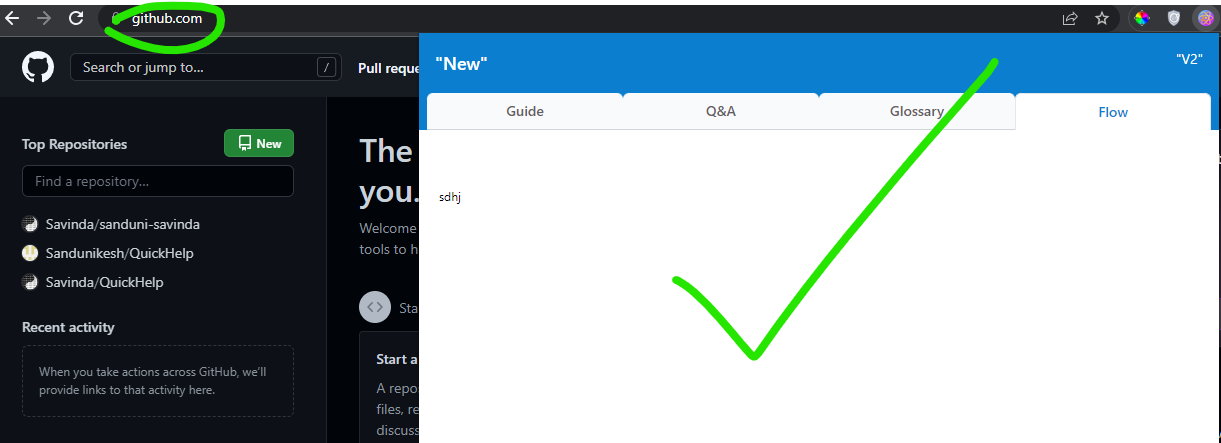 github.com
Search or jump to... /
Pull reque
Top Repositories
New
Find a repository...
Savinda/sanduni-savinda
Sandunikesh/QuickHelp
Savinda/QuickHelp
Recent activity
When you take actions across GitHub, we'll
provide links to that activity here.
The
you.
Welcome
tools to h
Sta
Start a
A repo
files, re
discuss
"New"
"V2"
Guide
Q&A
Glossary
Flow
sdhj